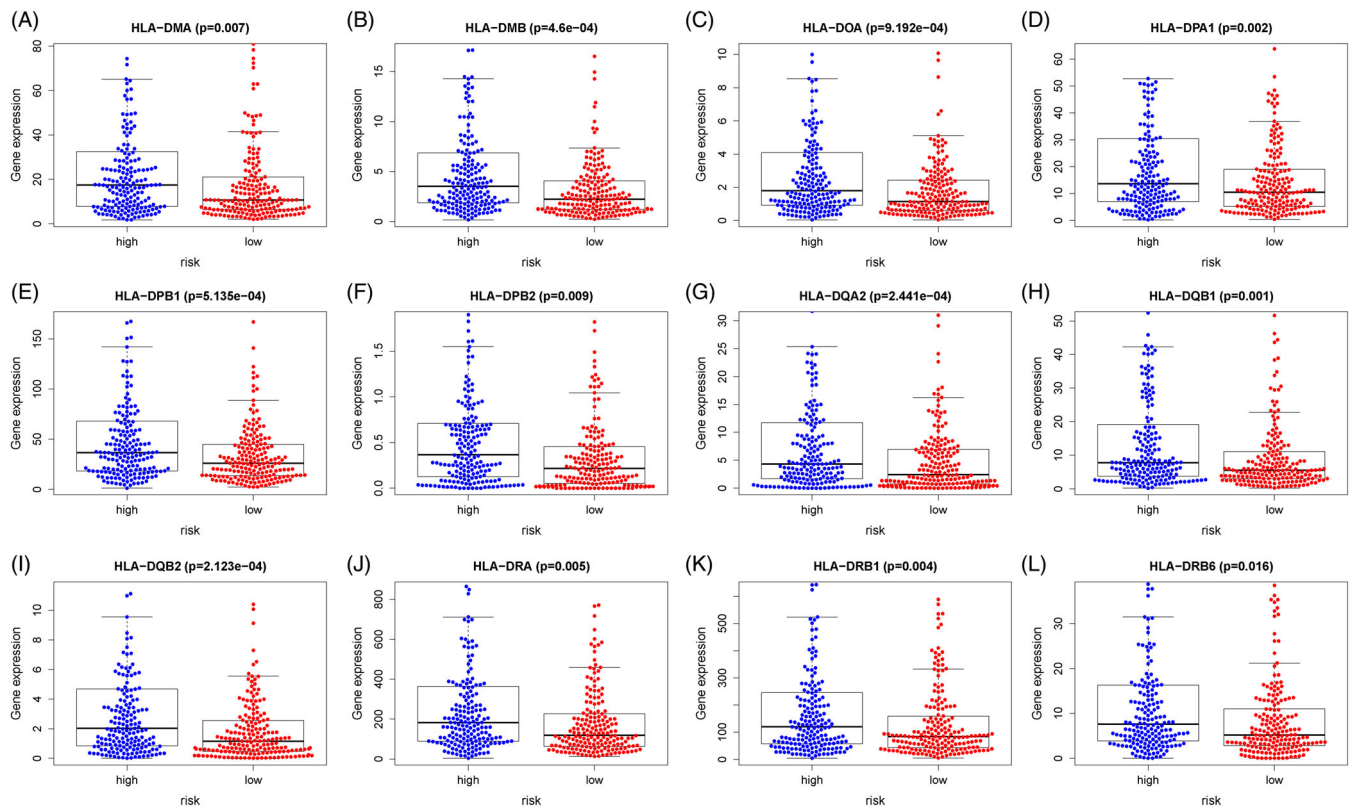 (A)
HLA−DMA (p=0.007)
Gene expression
0
20
40
60
80
high
low
risk
(B)
HLA−DMB (p=4.6e−04)
Gene expression
0
5
10
15
high
low
risk
(C)
HLA−DOA (p=9.192e−04)
Gene expression
0
2
4
6
8
10
high
low
risk
(D)
HLA−DPA1 (p=0.002)
Gene expression
0
10
20
30
40
50
60
high
low
risk
(E)
HLA−DPB1 (p=5.135e−04)
Gene expression
0
50
100
150
high
low
risk
(F)
HLA−DPB2 (p=0.009)
Gene expression
0.0
0.5
1.0
1.5
high
low
risk
(G)
HLA−DQA2 (p=2.441e−04)
Gene expression
0
5
10
15
20
25
30
high
low
risk
(H)
HLA−DQB1 (p=0.001)
Gene expression
0
10
20
30
40
50
high
low
risk
(I)
HLA−DQB2 (p=2.123e−04)
Gene expression
0
2
4
6
8
10
high
low
risk
(J)
HLA−DRA (p=0.005)
Gene expression
0
200
400
600
800
high
low
risk
(K)
HLA−DRB1 (p=0.004)
Gene expression
0
100
300
500
high
low
risk
(L)
HLA−DRB6 (p=0.016)
Gene expression
0
10
20
30
high
low
risk